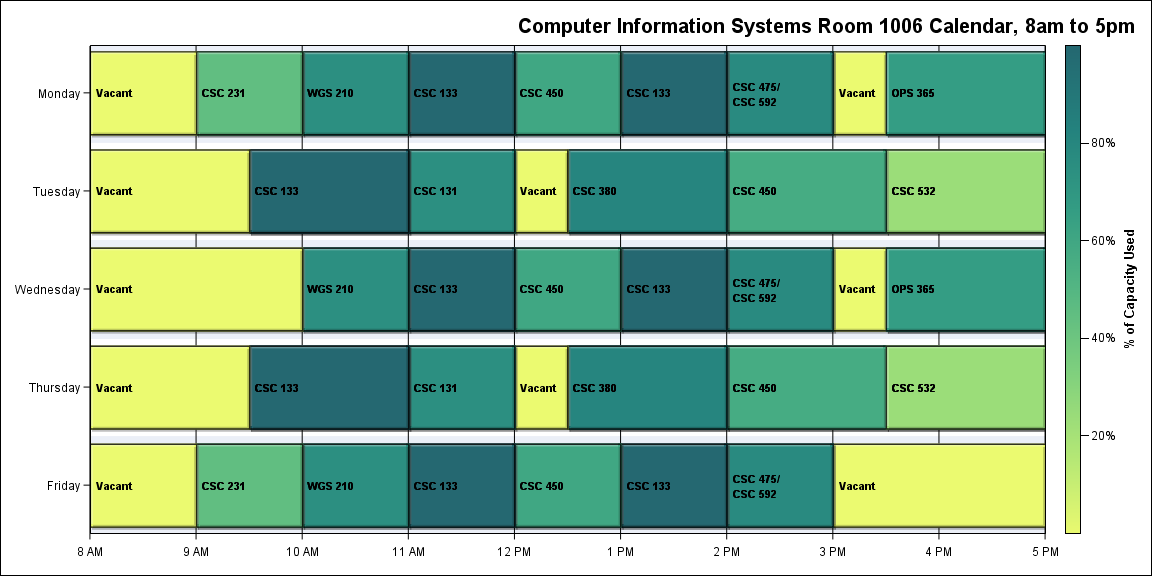 Computer Information Systems Room 1006 Calendar, 8am to 5pm
Monday
Vacant
CSC 231
WGS 210
CSC 133
CSC 450
CSC 133
CSC 475/
CSC 592
Vacant
OPS 365
Tuesday
Vacant
CSC 133
CSC 131
Vacant
CSC 380
CSC 450
CSC 532
Wednesday
Vacant
WGS 210
CSC 133
CSC 450
CSC 133
CSC 475/
CSC 592
Vacant
OPS 365
Thursday
Vacant
CSC 133
CSC 131
Vacant
CSC 380
CSC 450
CSC 532
Friday
Vacant
CSC 231
WGS 210
CSC 133
CSC 450
CSC 133
CSC 475/
CSC 592
Vacant
8 AM
9 AM
10 AM
11 AM
12 PM
1 PM
2 PM
3 PM
4 PM
5 PM
80%
60%
40%
20%
% of Capacity Used